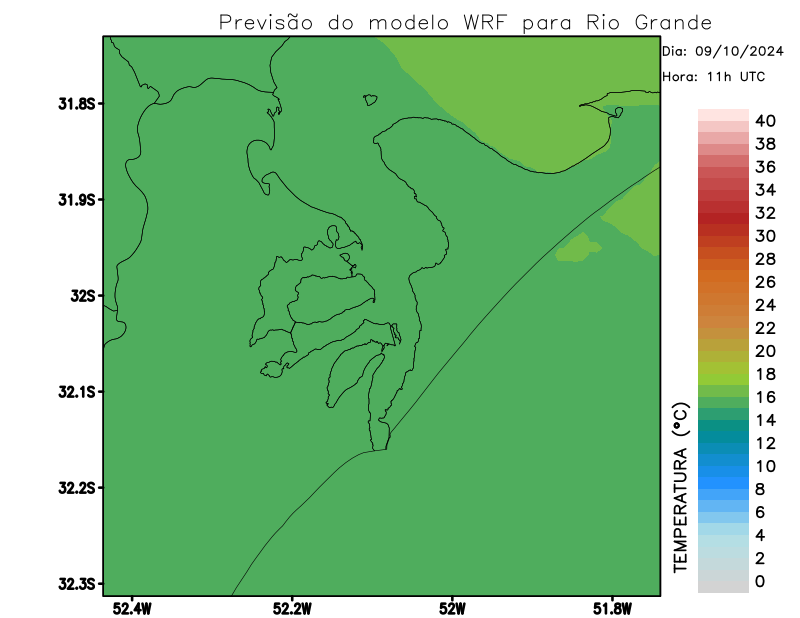 Previsão do modelo WRF para Rio Grande
Dia: 09/10/2024
Hora: 11h UTC
31.8S
31.9S
32S
32.1S
32.2S
32.3S
52.4W
52.2W
52W
51.8W
TEMPERATURA (ºC)
40
38
36
34
32
30
28
26
24
22
20
18
16
14
12
10
8
6
4
2
0